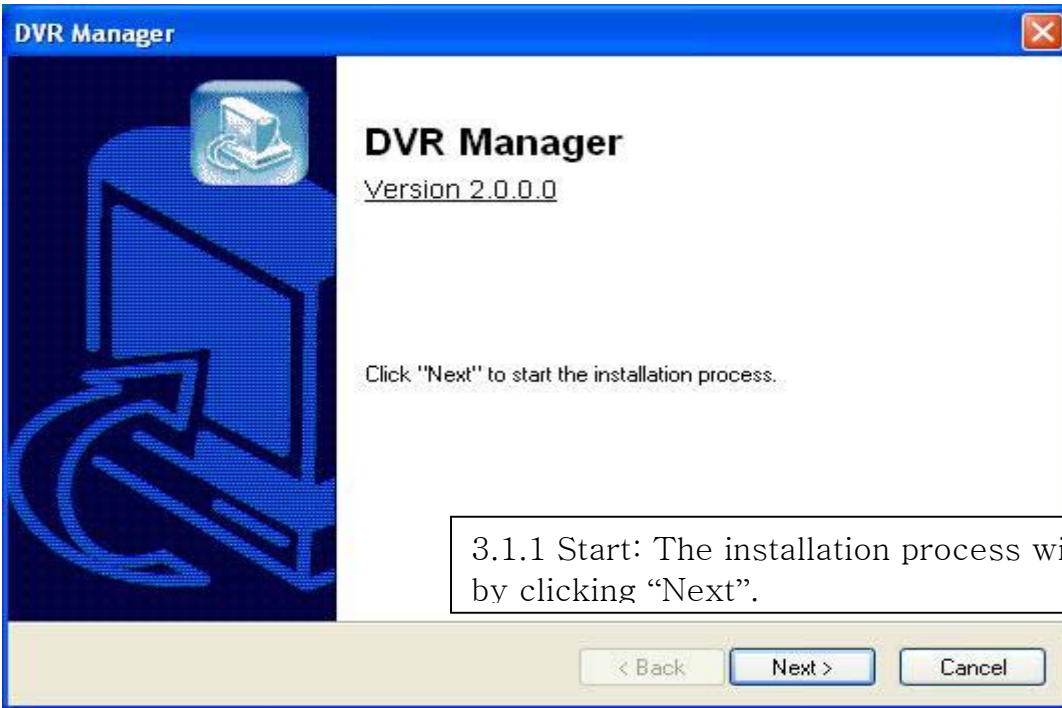 DVR Manager
DVR Manager
Version 2.0.0.0
Click "Next" to start the installation process.
3.1.1 Start: The installation process
by clicking “Next”.
< Back Next > Cancel